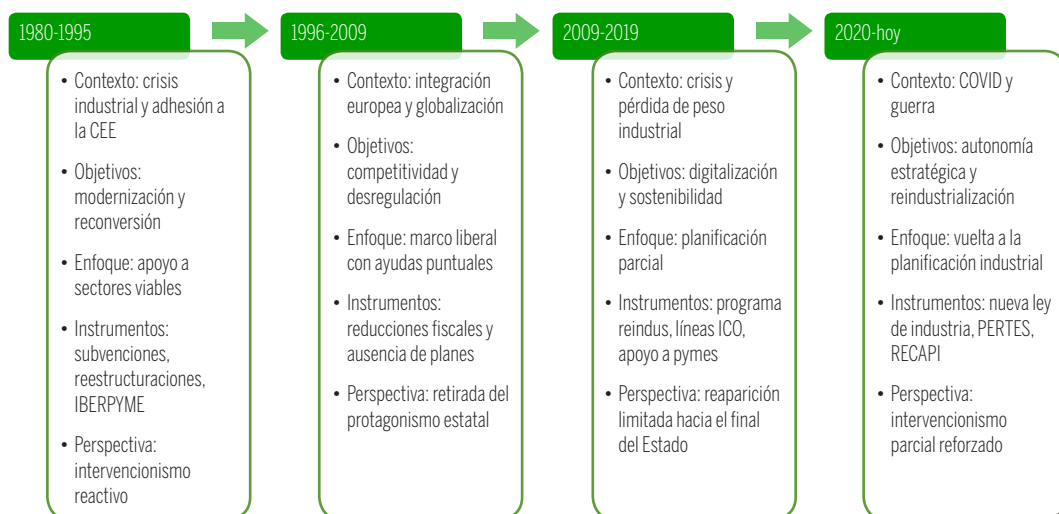 1980-1995
• Contexto: crisis
industrial y adhesión a
la CEE
• Objetivos:
modernización y
reconversión
• Enfoque: apoyo a
sectores viables
• Instrumentos:
subvenciones,
reestructuraciones,
IBERPYME
• Perspectiva:
intervencionismo
reactivo
1996-2009
• Contexto: integración
europea y globalización
• Objetivos:
competitividad y
desregulación
• Enfoque: marco liberal
con ayudas puntuales
• Instrumentos:
reducciones fiscales y
ausencia de planes
• Perspectiva: retirada del
protagonismo estatal
2009-2019
• Contexto: crisis y
pérdida de peso
industrial
• Objetivos: digitalización
y sostenibilidad
• Enfoque: planificación
parcial
• Instrumentos: programa
reindus, líneas ICO,
apoyo a pymes
• Perspectiva: reaparición
limitada hacia el final
del Estado
2020-hoy
• Contexto: COVID y
guerra
• Objetivos: autonomía
estratégica y
reindustrialización
• Enfoque: vuelta a la
planificación industrial
• Instrumentos: nueva ley
de industria, PERTES,
RECAPI
• Perspectiva:
intervencionismo
parcial reforzado